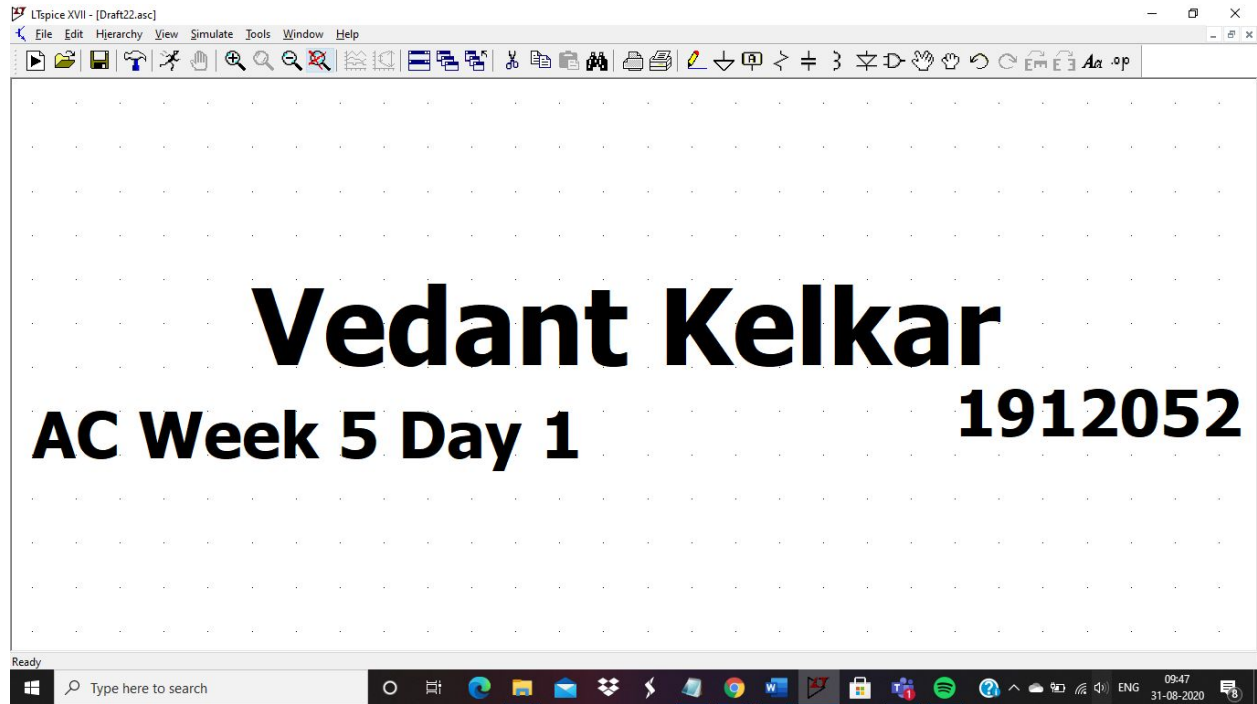 LTspice XVII - [Draft22.asc]
File Edit Hierarchy View Simulate Tools Window Help
Vedant Kelkar
AC Week 5 Day 1
1912052
Ready
Type here to search
ENG
09:47
31-08-2020